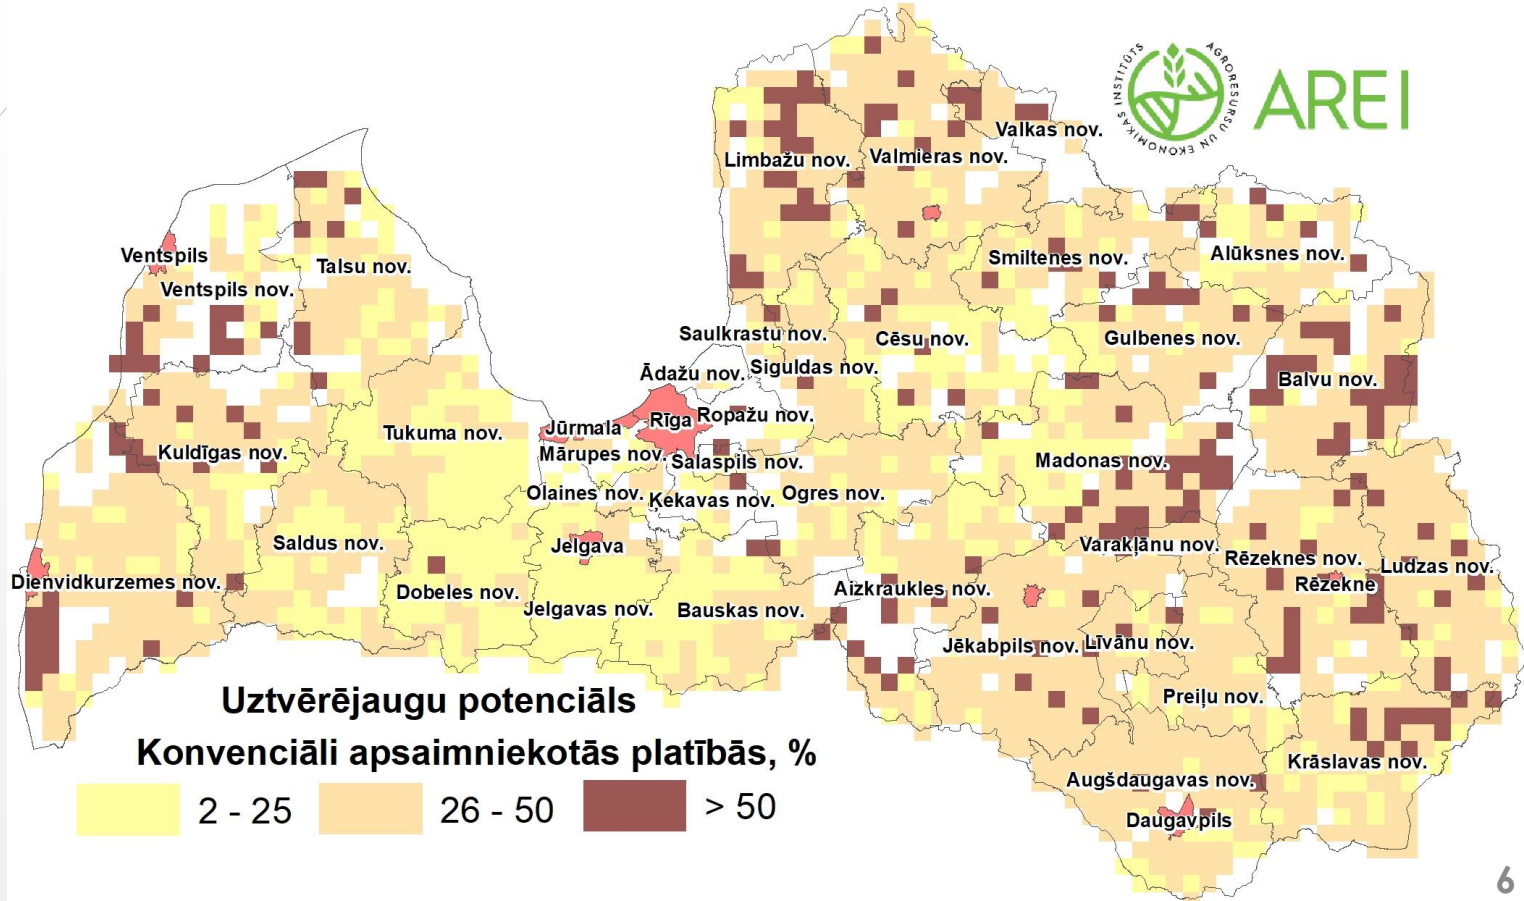 AGRORESURSU UN EKONOMIKAS INSTITŪTS
AREI
Valkas nov.
Limbažu nov.
Valmieras nov.
Ventspils
Talsu nov.
Ventspils nov.
Smiltenes nov.
Alūksnes nov.
Saulkrastu nov.
Cēsu nov.
Gulbenes nov.
Ādažu nov.
Siguldas nov.
Balvu nov.
Tukuma nov.
Jūrmala
Rīga
Ropažu nov.
Kuldīgas nov.
Mārupes nov.
Salaspils nov.
Madonas nov.
Olaines nov.
Ķekavas nov.
Ogres nov.
Saldus nov.
Jelgava
Varakļānu nov.
Rēzeknes nov.
Ludzas nov.
Dienvidkurzemes nov.
Dobeles nov.
Jelgavas nov.
Bauskas nov.
Aizkraukles nov.
Rēzekne
Jēkabpils nov.
Līvānu nov.
Preiļu nov.
Krāslavas nov.
Augšdaugavas nov.
Daugavpils
Uztvērējaugu potenciāls
Konvenciāli apsaimniekotās platībās, %
2 - 25
26 - 50
> 50
6